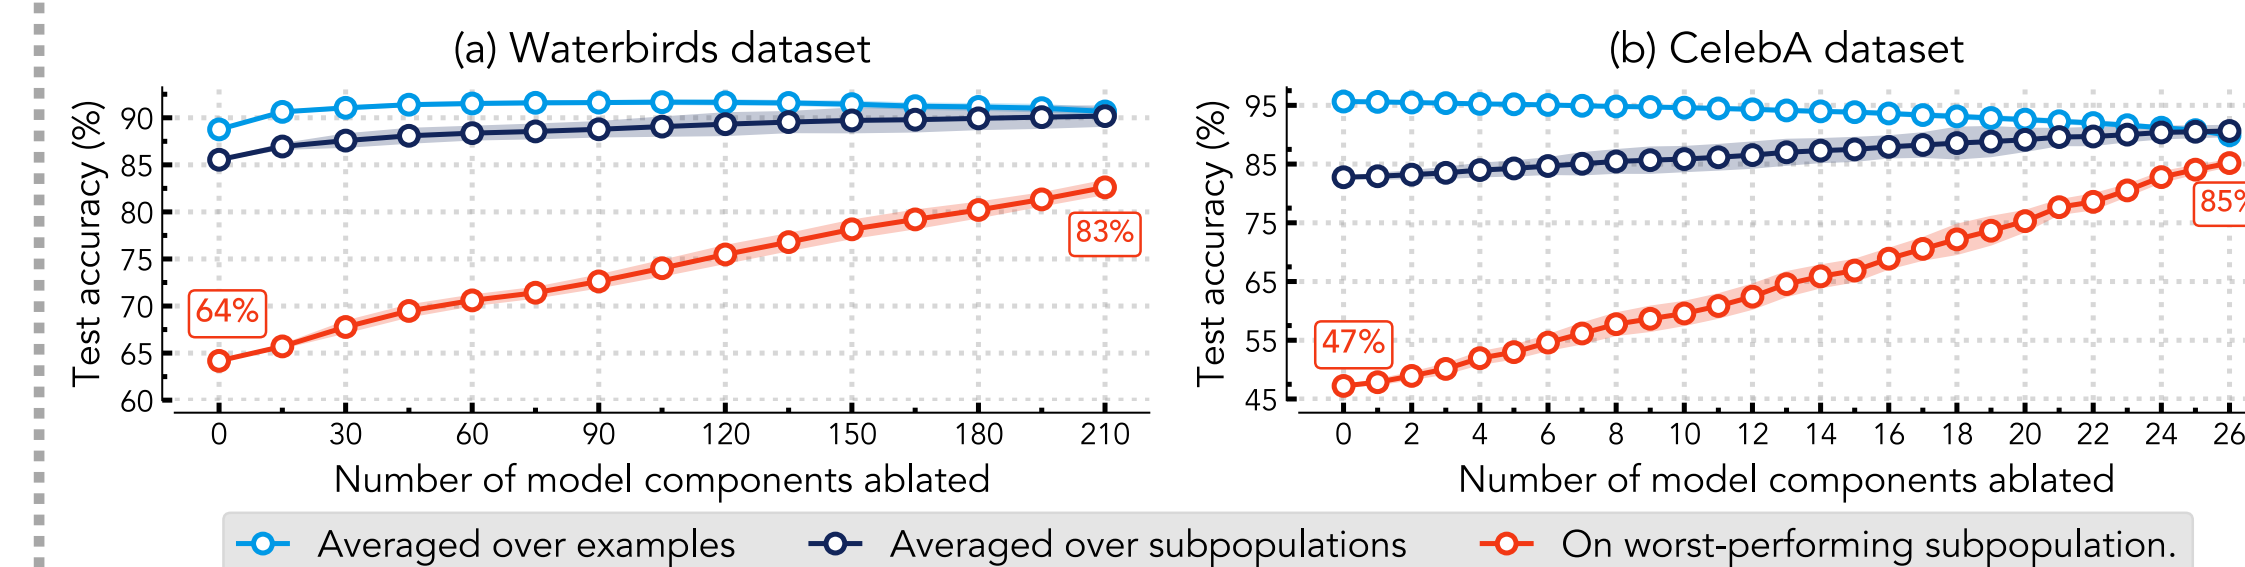 (a) Waterbirds dataset
Test accuracy (%)
90
85
80
75
70
65
60
64%
83%
0 30 60 90 120 150 180 210
Number of model components ablated
(b) CelebA dataset
Test accuracy (%)
95
85
75
65
55
45
47%
85%
0 2 4 6 8 10 12 14 16 18 20 22 24 26
Number of model components ablated
Averaged over examples Averaged over subpopulations On worst-performing subpopulation.